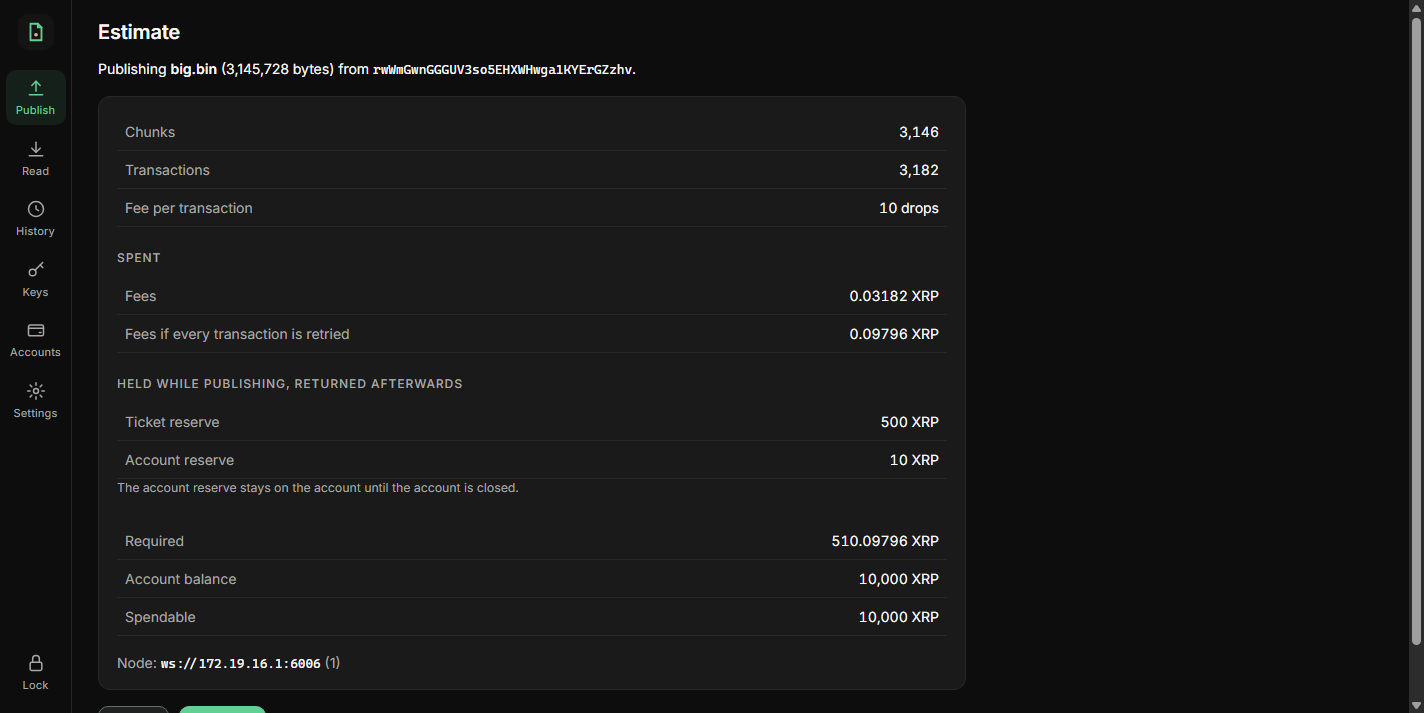 Estimate
Publishing big.bin (3,145,728 bytes) from rwWmGwnGGGUV3so5EHXWHwga1KYErGZzhv.
Publish
Read
History
Keys
Accounts
Settings
Lock
Chunks 3,146
Transactions 3,182
Fee per transaction 10 drops
SPENT
Fees 0.03182 XRP
Fees if every transaction is retried 0.09796 XRP
HELD WHILE PUBLISHING, RETURNED AFTERWARDS
Ticket reserve 500 XRP
Account reserve 10 XRP
The account reserve stays on the account until the account is closed.
Required 510.09796 XRP
Account balance 10,000 XRP
Spendable 10,000 XRP
Node: ws://172.19.16.1:6006 (1)